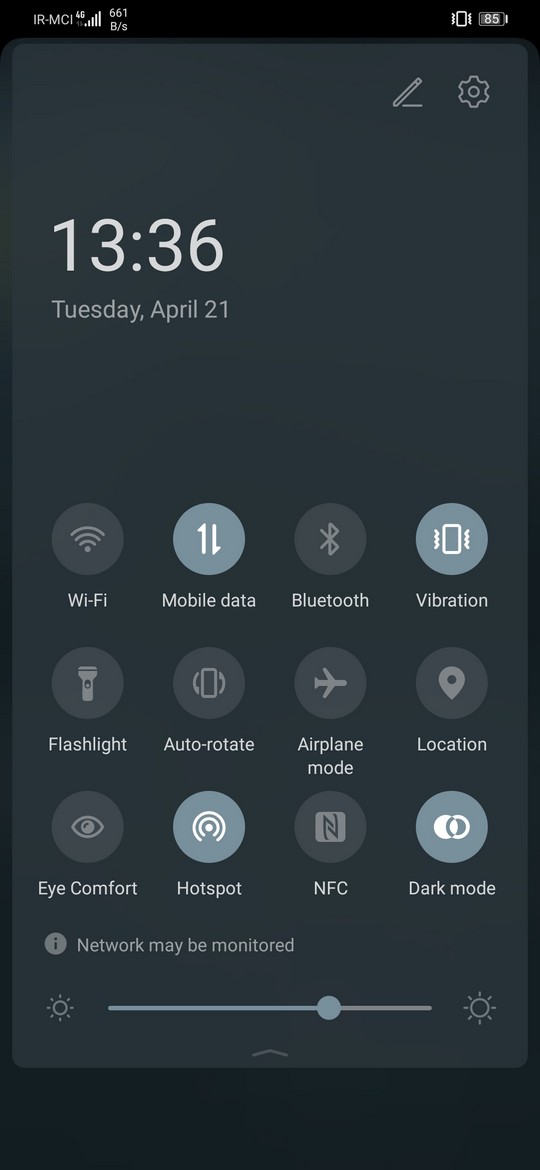 IR-MCI 4G 661 B/s 85
13:36
Tuesday, April 21
Wi-Fi Mobile data Bluetooth Vibration
Flashlight Auto-rotate Airplane mode Location
Eye Comfort Hotspot NFC Dark mode
Network may be monitored